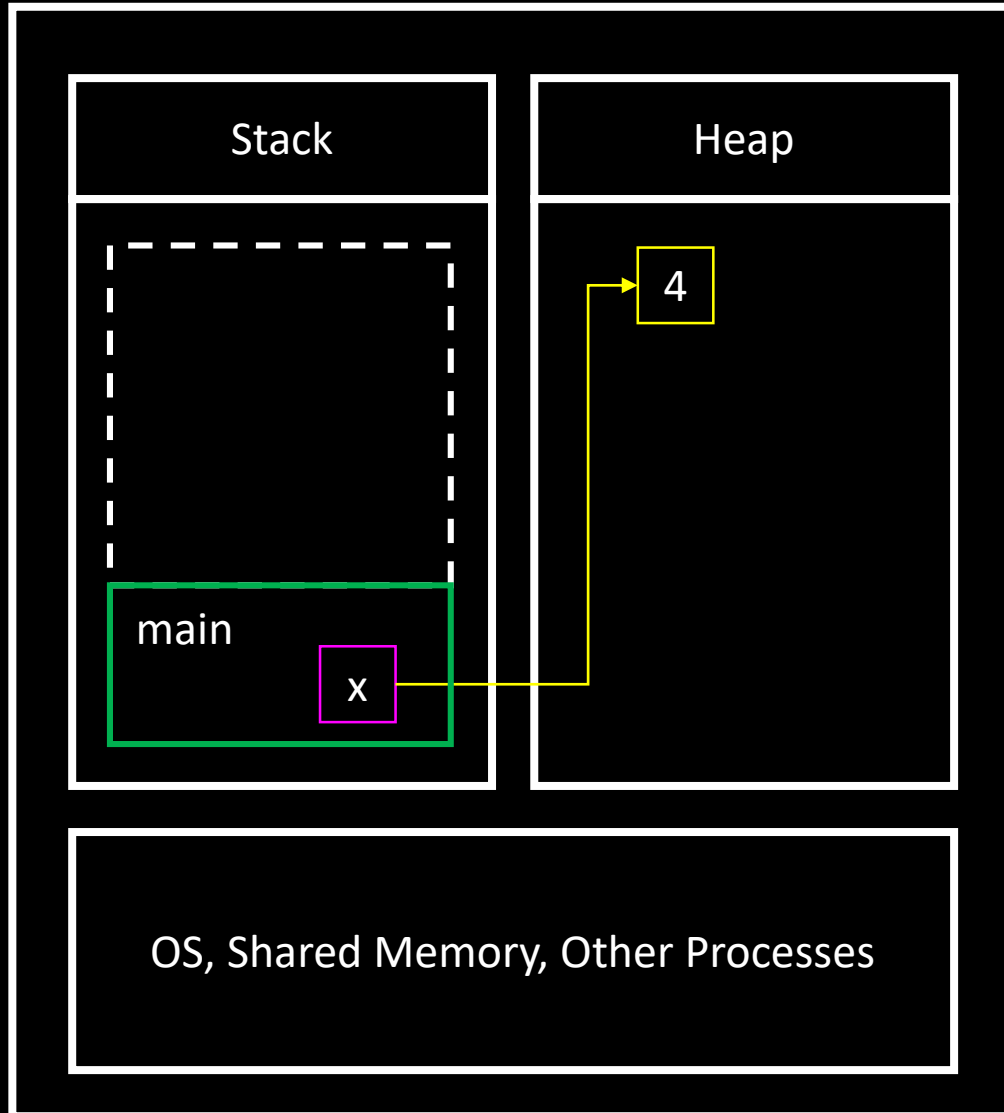 Stack
Heap
4
main
x
OS, Shared Memory, Other Processes